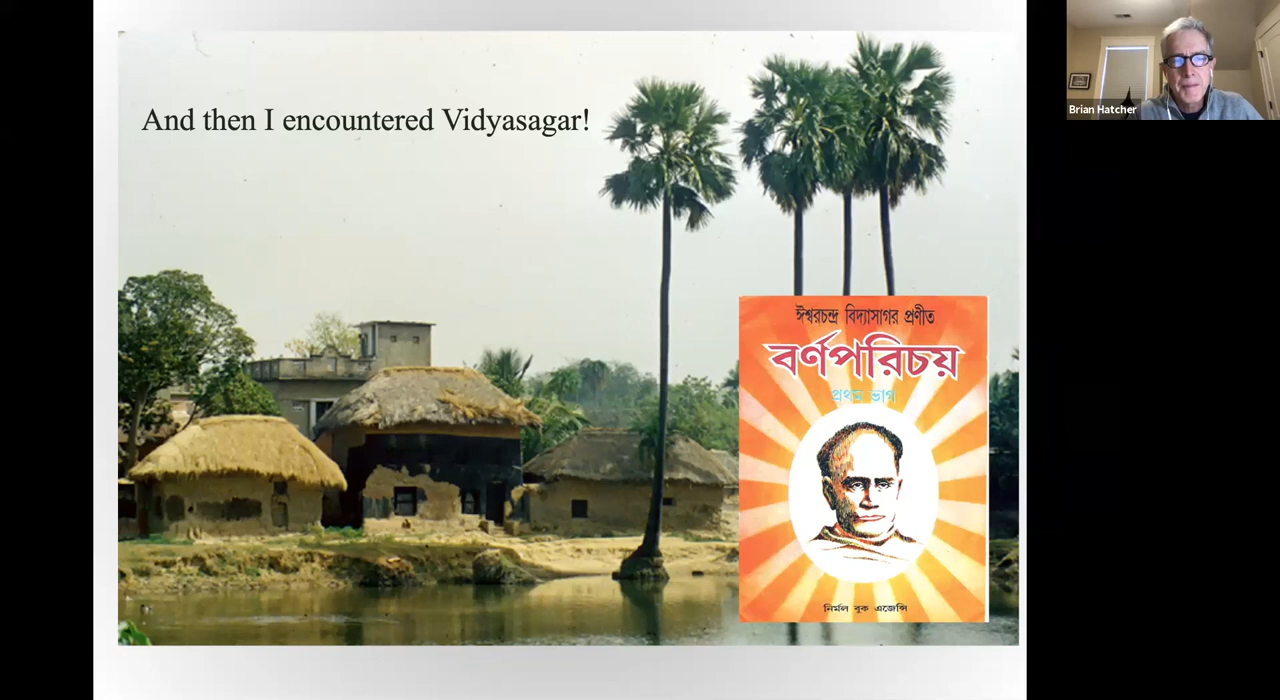 And then I encountered Vidyasagar!
ঈশ্বরচন্দ্র বিদ্যাসাগর প্রণীত
বর্ণপরিচয়
প্রথম ভাগ
নির্মল বুক এজেন্সি
Brian Hatcher